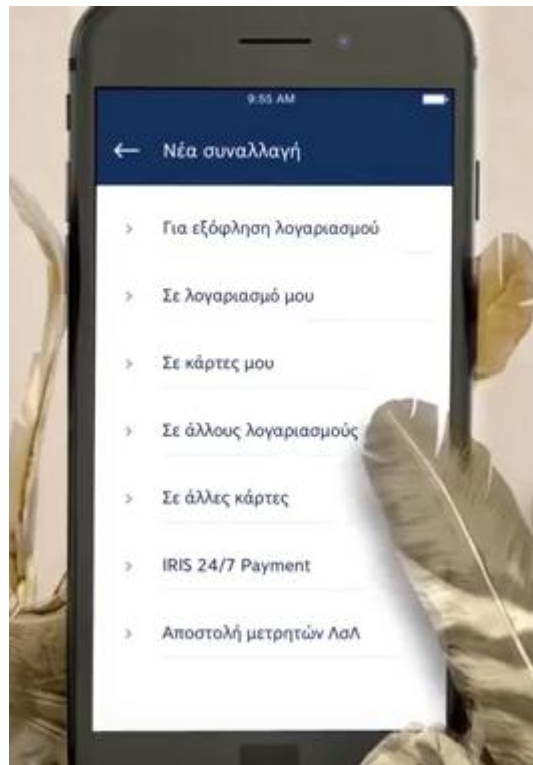 9:55 AM
← Νέα συναλλαγή
> Για εξόφληση λογαριασμού
> Σε λογαριασμό μου
> Σε κάρτες μου
> Σε άλλους λογαριασμούς
> Σε άλλες κάρτες
> IRIS 24/7 Payment
> Αποστολή μετρητών ΛσΛ